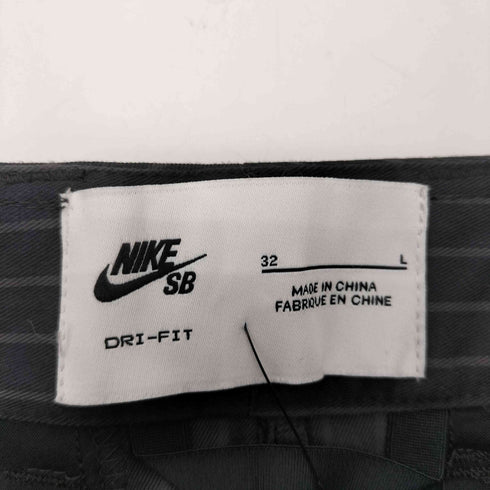 NIKE
SB
DRI-FIT
32 L
MADE IN CHINA
FABRIQUE EN CHINE